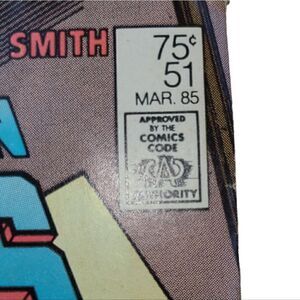 SMITH
75¢
51
MAR. 85
APPROVED
BY THE
COMICS
CODE
AUTHORITY
N
S